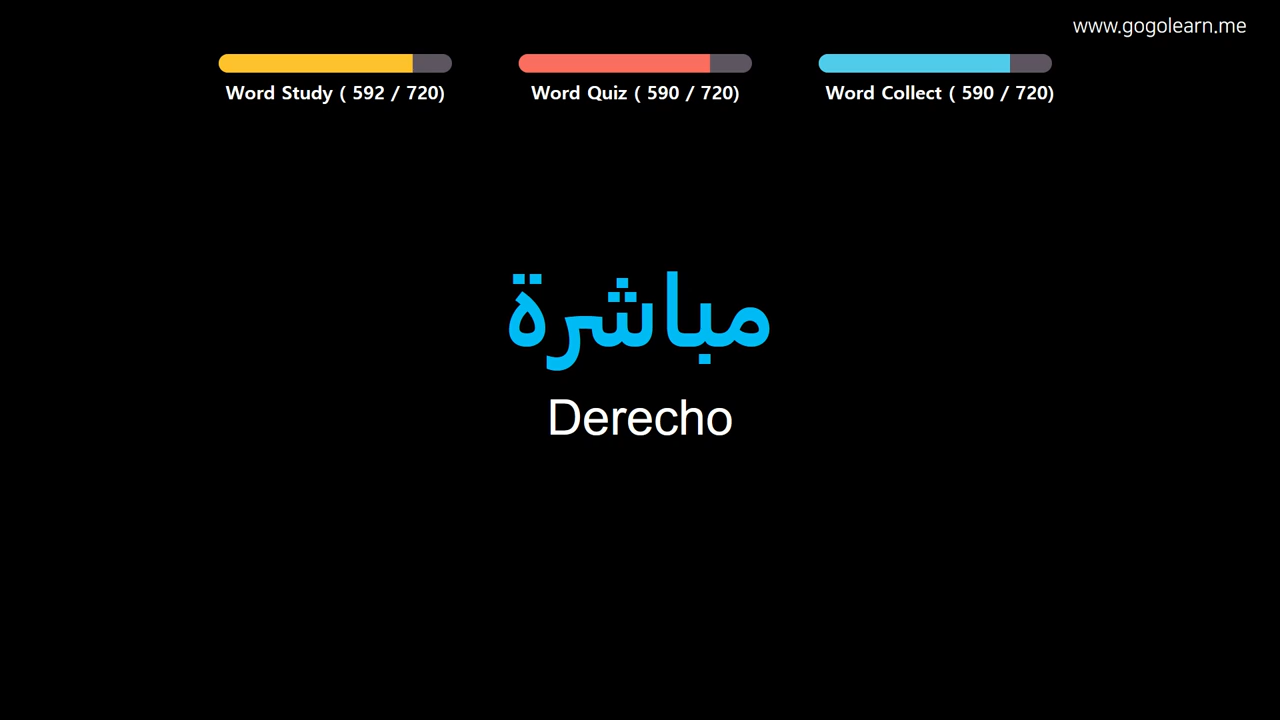 www.gogolearn.me
Word Study ( 592 / 720)
Word Quiz ( 590 / 720)
Word Collect ( 590 / 720)
مباشرة
Derecho